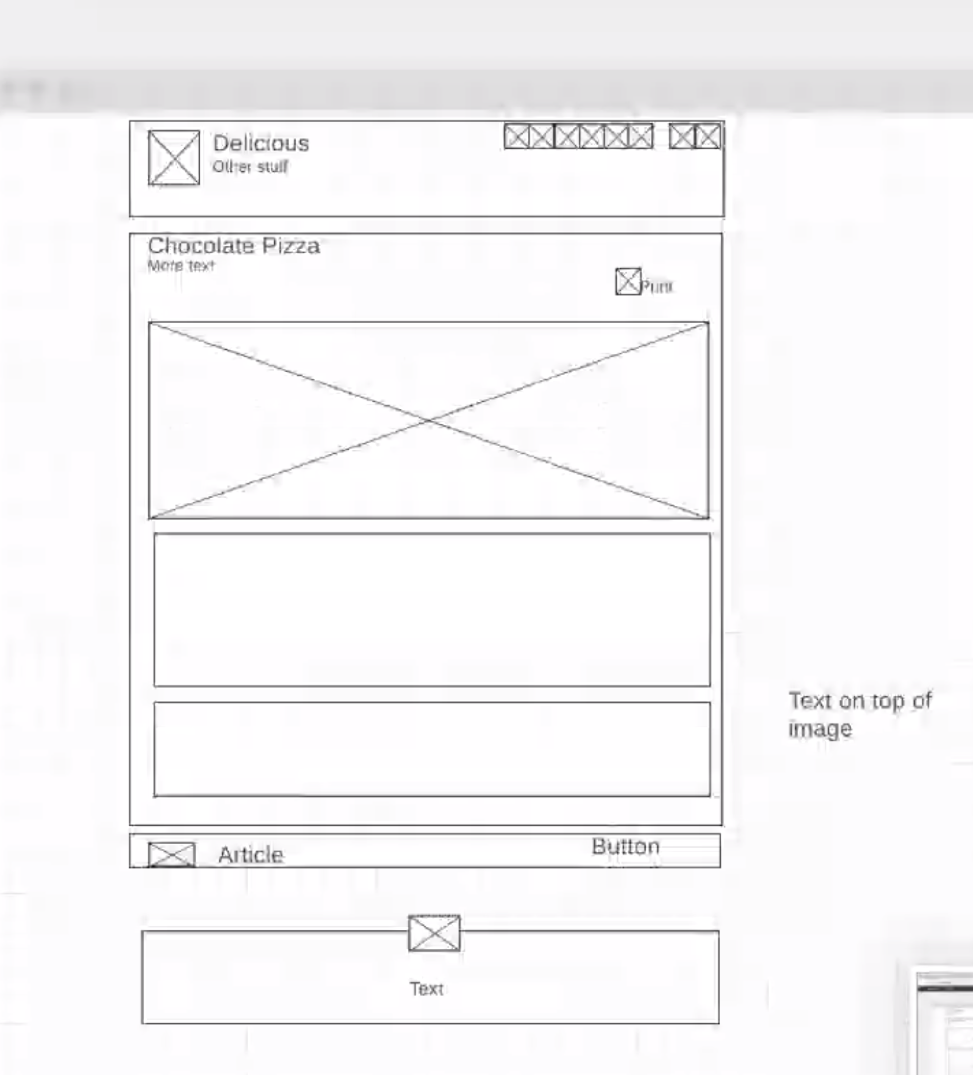 Delicious
Other stuff
Chocolate Pizza
More text
Print
Text on top of
image
Article
Button
Text